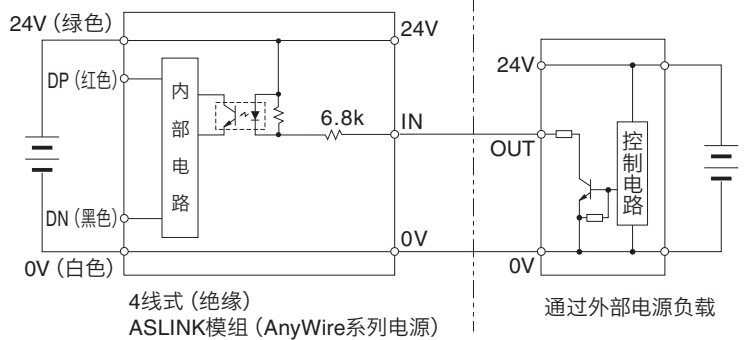 24V（绿色）
DP（红色）
DN（黑色）
0V（白色）
内部电路
6.8k
24V
IN
0V
4线式（绝缘）
ASLINK模组（AnyWire系列电源）
24V
OUT
0V
控制电路
通过外部电源负载